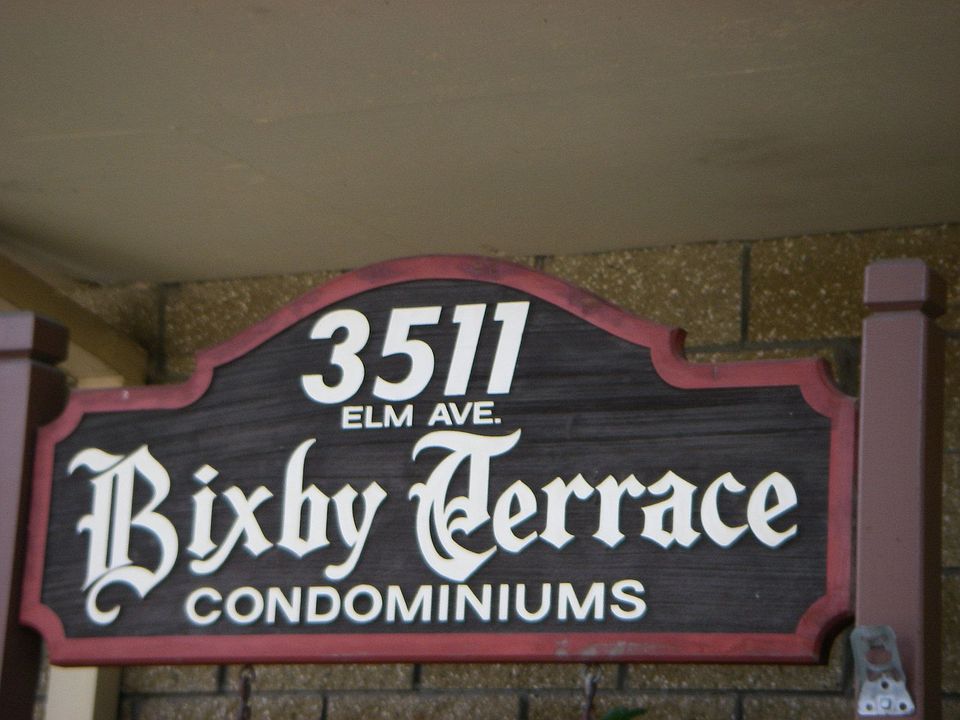 3511
ELM AVE.
Bixby Terrace
CONDOMINIUMS